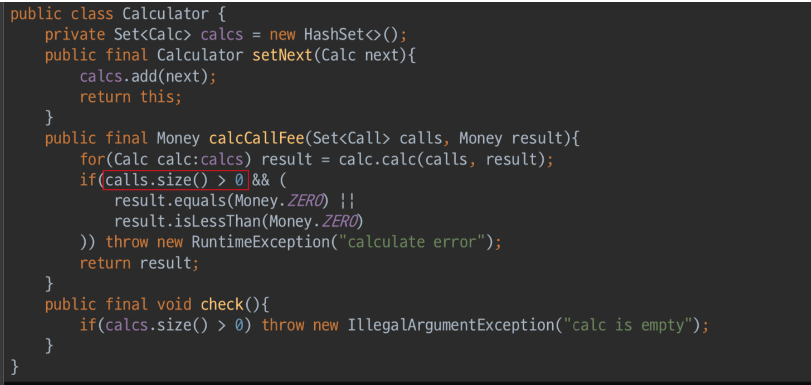 public class Calculator {
    private Set<Calc> calcs = new HashSet<>();
    public final Calculator setNext(Calc next){
        calcs.add(next);
        return this;
    }
    public final Money calcCallFee(Set<Call> calls, Money result){
        for(Calc calc:calcs) result = calc.calc(calls, result);
        if(calls.size() > 0 && (
            result.equals(Money.ZERO) ||
            result.isLessThan(Money.ZERO)
        )) throw new RuntimeException("calculate error");
        return result;
    }
    public final void check(){
        if(calcs.size() > 0) throw new IllegalArgumentException("calc is empty");
    }
}